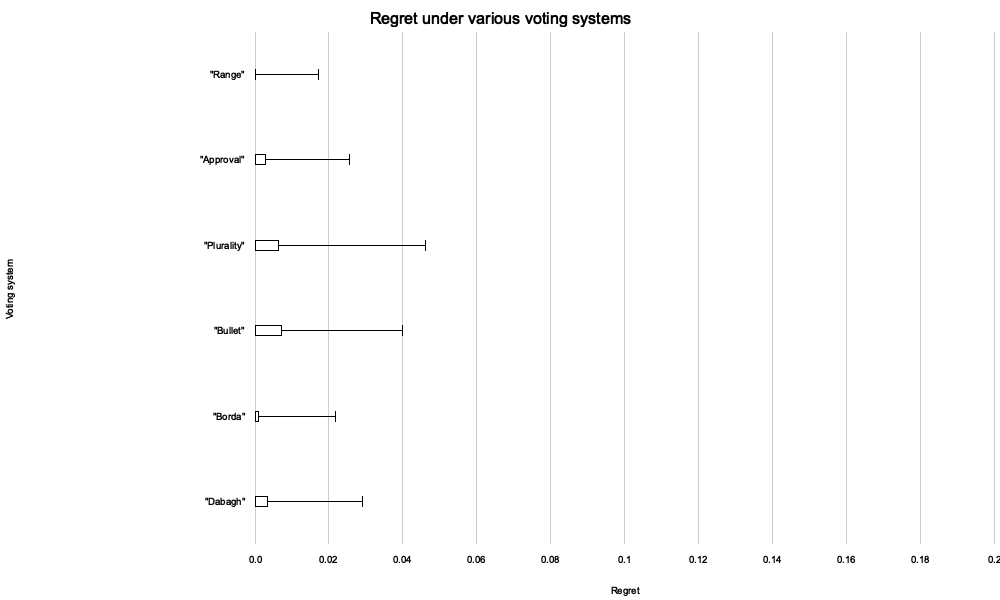 Regret under various voting systems
"Range"
"Approval"
"Plurality"
Voting system
"Bullet"
"Borda"
"Dabagh"
0.0 0.02 0.04 0.06 0.08 0.1 0.12 0.14 0.16 0.18 0.2
Regret